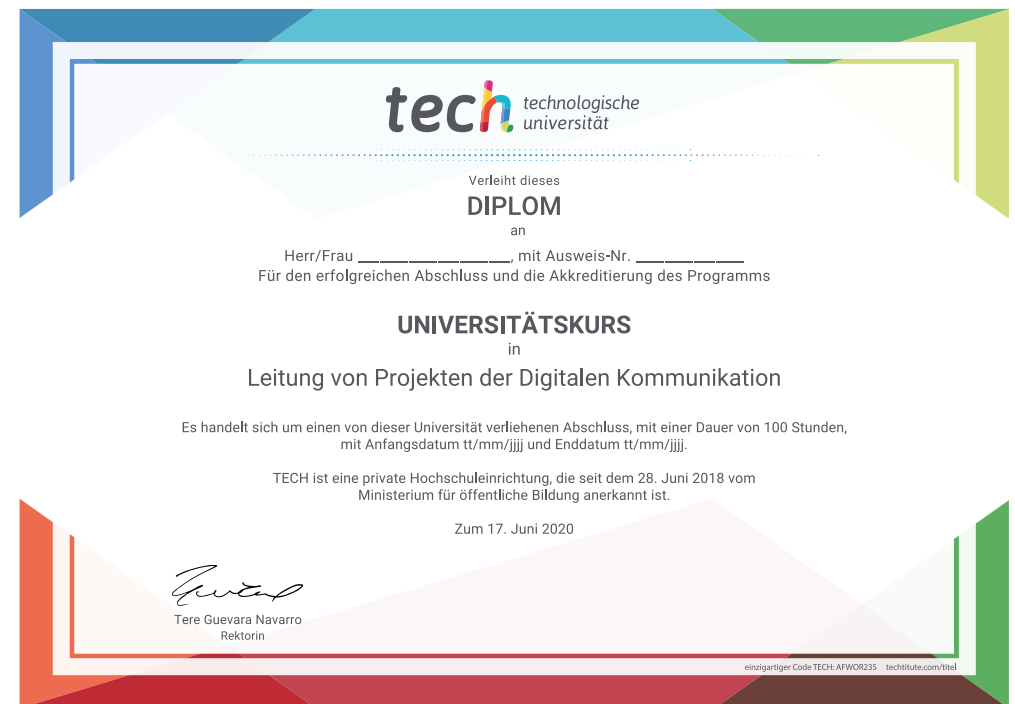 tech technologische
universität
Verleiht dieses
DIPLOM
an
Herr/Frau ____________________, mit Ausweis-Nr. ______________
Für den erfolgreichen Abschluss und die Akkreditierung des Programms
UNIVERSITÄTSKURS
in
Leitung von Projekten der Digitalen Kommunikation
Es handelt sich um einen von dieser Universität verliehenen Abschluss, mit einer Dauer von 100 Stunden,
mit Anfangsdatum tt/mm/jjjj und Enddatum tt/mm/jjjj.
TECH ist eine private Hochschuleinrichtung, die seit dem 28. Juni 2018 vom
Ministerium für öffentliche Bildung anerkannt ist.
Zum 17. Juni 2020
Tere Guevara Navarro
Rektorin
einzigartiger Code TECH: AFWOR23S techtitute.com/titel